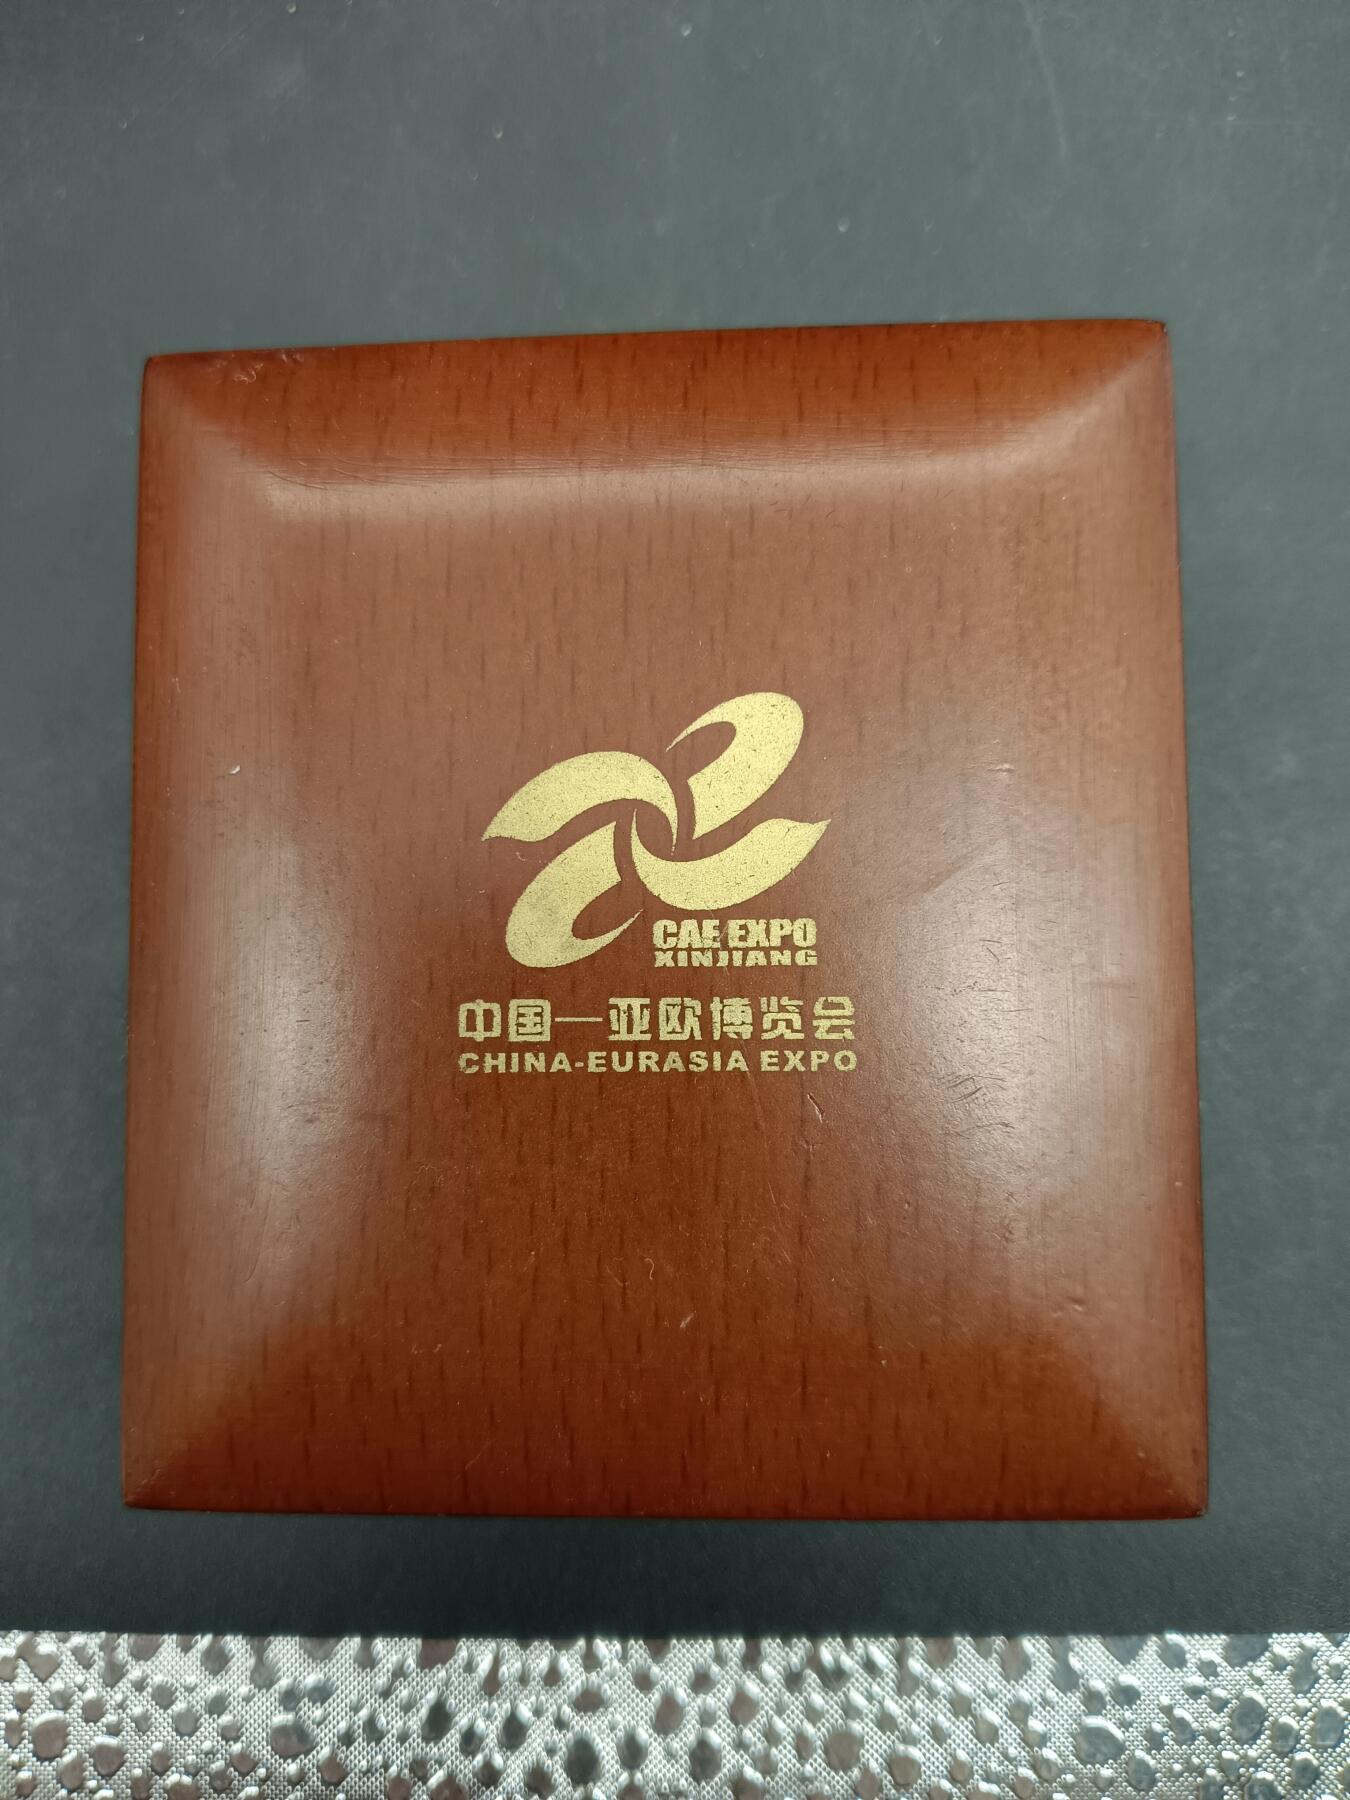 CAE EXPO
XINJIANG
中国—亚欧博览会
CHINA-EURASIA EXPO